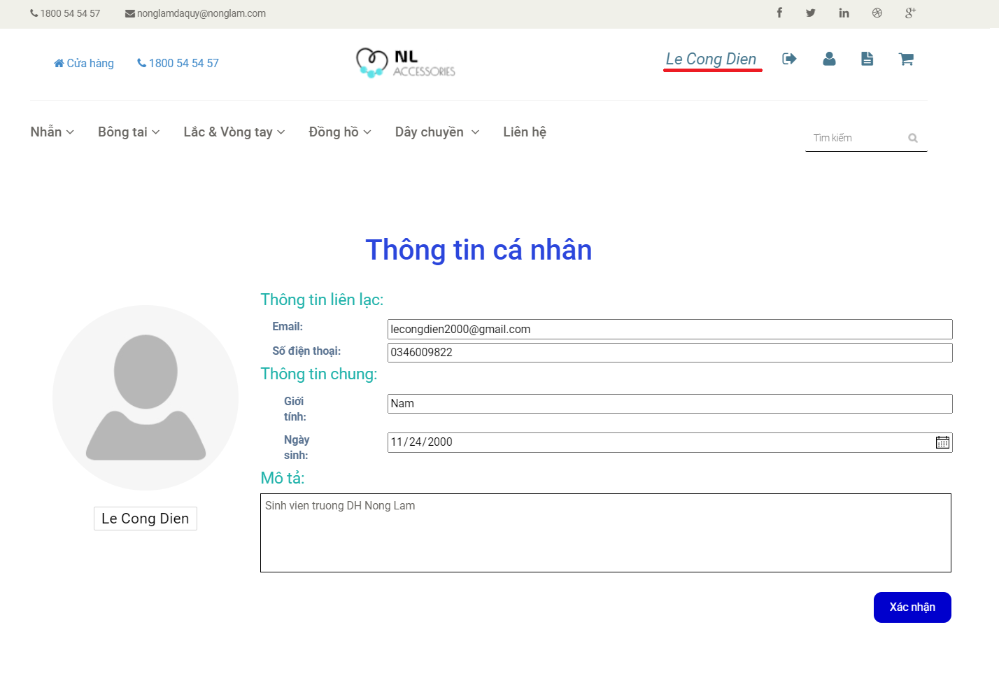 1800 54 54 57 nonglamdaquy@nonglam.com
Cửa hàng 1800 54 54 57
NL
ACCESSORIES
Le Cong Dien
Nhẫn Bông tai Lắc & Vòng tay Đồng hồ Dây chuyền Liên hệ
Tìm kiếm
Thông tin cá nhân
Thông tin liên lạc:
Email: lecongdien2000@gmail.com
Số điện thoại: 0346009822
Thông tin chung:
Giới
tính:
Nam
Ngày
sinh:
11/24/2000
Mô tả:
Sinh vien truong DH Nong Lam
Le Cong Dien
Xác nhận